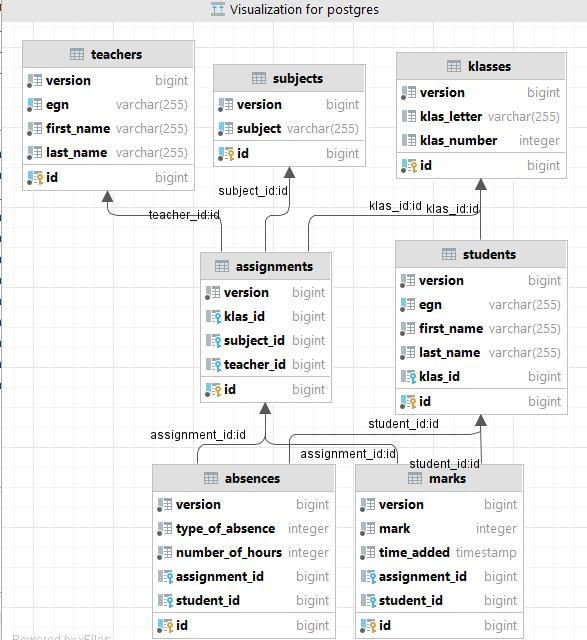 Visualization for postgres
teachers
version bigint
egn varchar(255)
first_name varchar(255)
last_name varchar(255)
id bigint
subjects
version bigint
subject varchar(255)
id bigint
klasses
version bigint
klas_letter varchar(255)
klas_number integer
id bigint
subject_id:id
teacher_id:id
klas_id:id
klas_id:id
assignments
version bigint
klas_id bigint
subject_id bigint
teacher_id bigint
id bigint
students
version bigint
egn varchar(255)
first_name varchar(255)
last_name varchar(255)
klas_id bigint
id bigint
student_id:id
assignment_id:id
assignment_id:id
student_id:id
absences
version bigint
type_of_absence integer
number_of_hours integer
assignment_id bigint
student_id bigint
id bigint
marks
version bigint
mark integer
time_added timestamp
assignment_id bigint
student_id bigint
id bigint
Powered by yFiles